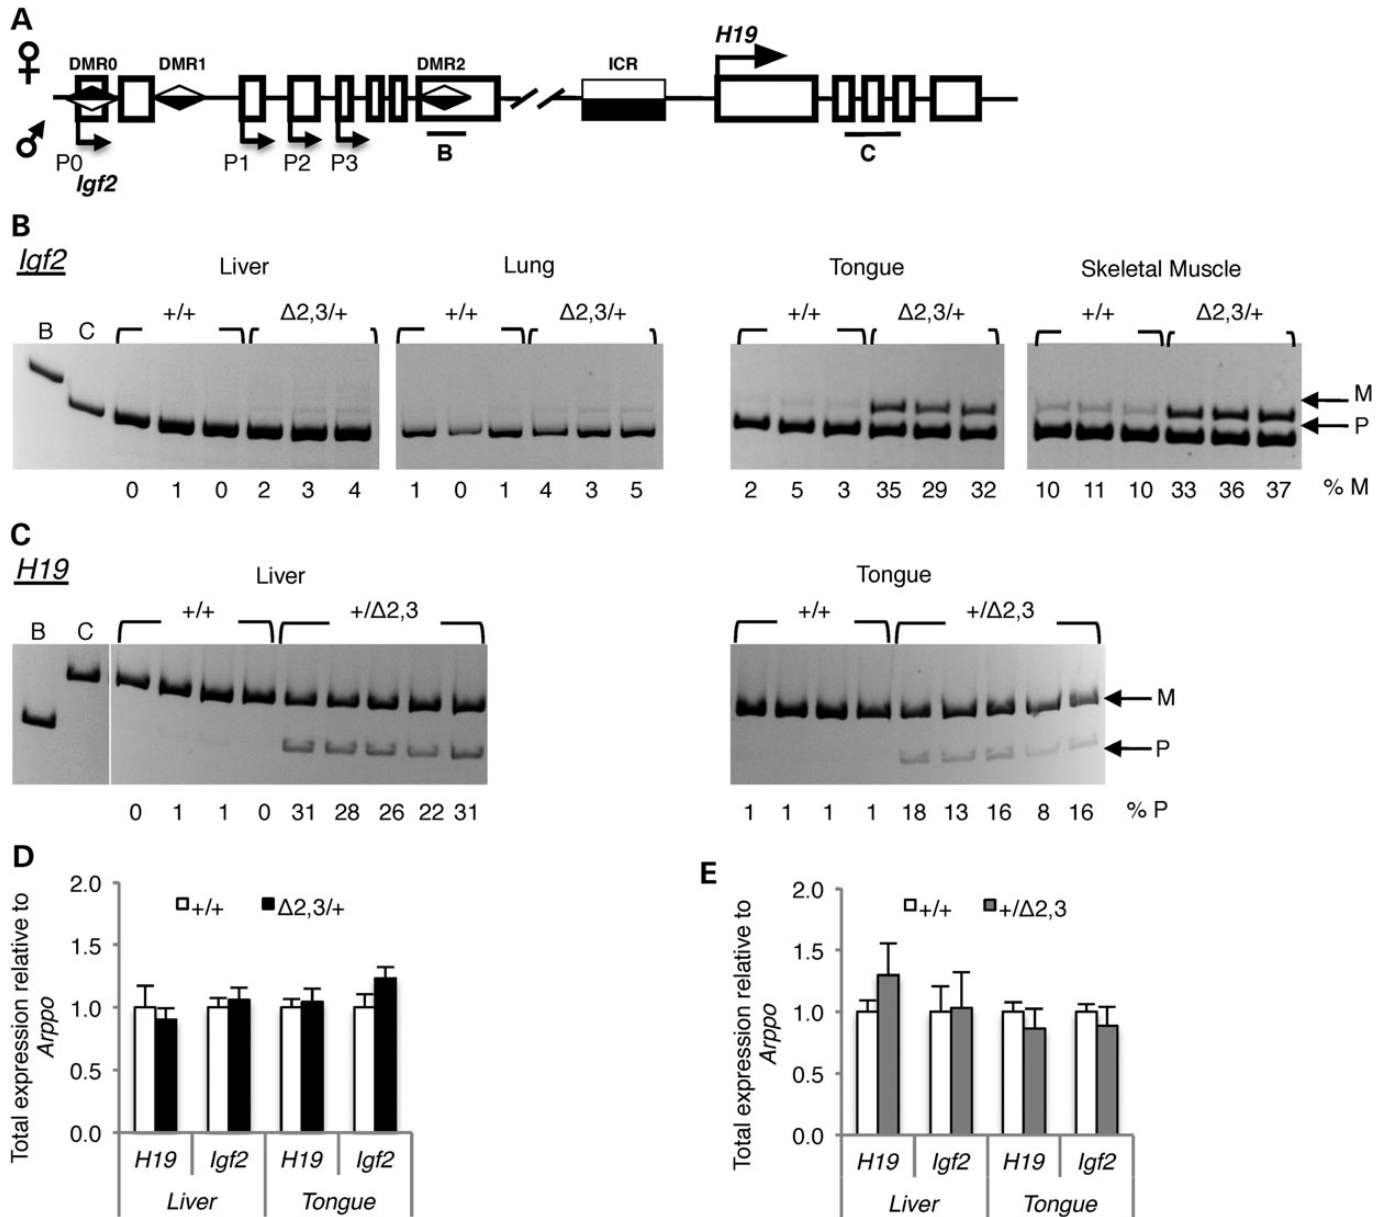 A
♀
♂
DMR0 DMR1 DMR2 ICR H19
P0 P1 P2 P3 B C
Igf2
B
Igf2
Liver Lung Tongue Skeletal Muscle
B C +/+ Δ2,3/+ +/+ Δ2,3/+ +/+ Δ2,3/+ +/+ Δ2,3/+
M
P
0 1 0 2 3 4 1 0 1 4 3 5 2 5 3 35 29 32 10 11 10 33 36 37 % M
C
H19
Liver Tongue
B C +/+ +/Δ2,3 +/+ +/Δ2,3
M
P
0 1 1 0 31 28 26 22 31 1 1 1 1 18 13 16 8 16 % P
D
Total expression relative to
Arppo
2.0
1.5
1.0
0.5
0.0
+/+ Δ2,3/+
H19 Igf2 H19 Igf2
Liver Tongue
E
Total expression relative to
Arppo
2.0
1.5
1.0
0.5
0.0
+/+ +/Δ2,3
H19 Igf2 H19 Igf2
Liver Tongue